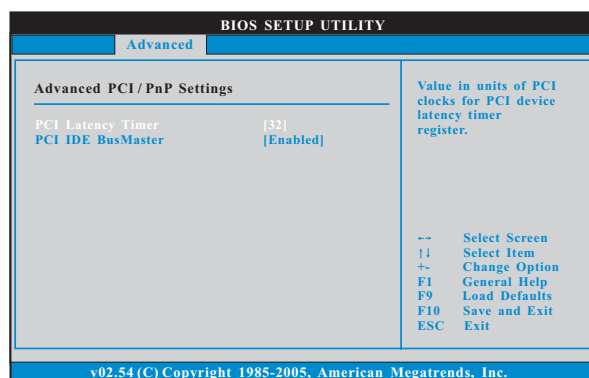 BIOS SETUP UTILITY
Advanced
Advanced PCI / PnP Settings
PCI Latency Timer [32]
PCI IDE BusMaster [Enabled]
Value in units of PCI
clocks for PCI device
latency timer
register.
←→ Select Screen
↑↓ Select Item
+- Change Option
F1 General Help
F9 Load Defaults
F10 Save and Exit
ESC Exit
v02.54 (C) Copyright 1985-2005, American Megatrends, Inc.